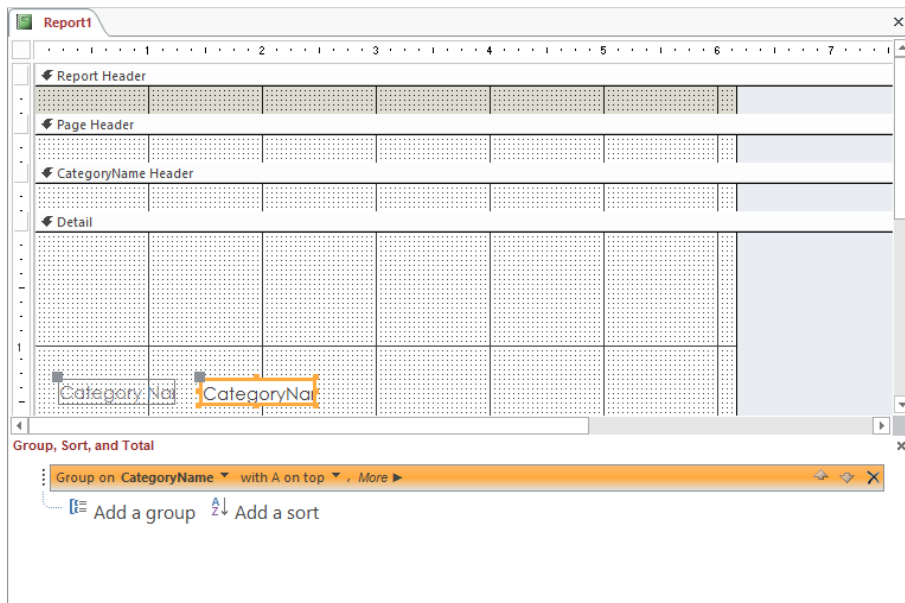 Report1
1 2 3 4 5 6 7
Report Header
Page Header
CategoryName Header
Detail
1
Category Nar CategoryNar
Group, Sort, and Total
Group on CategoryName with A on top , More
Add a group A Z Add a sort